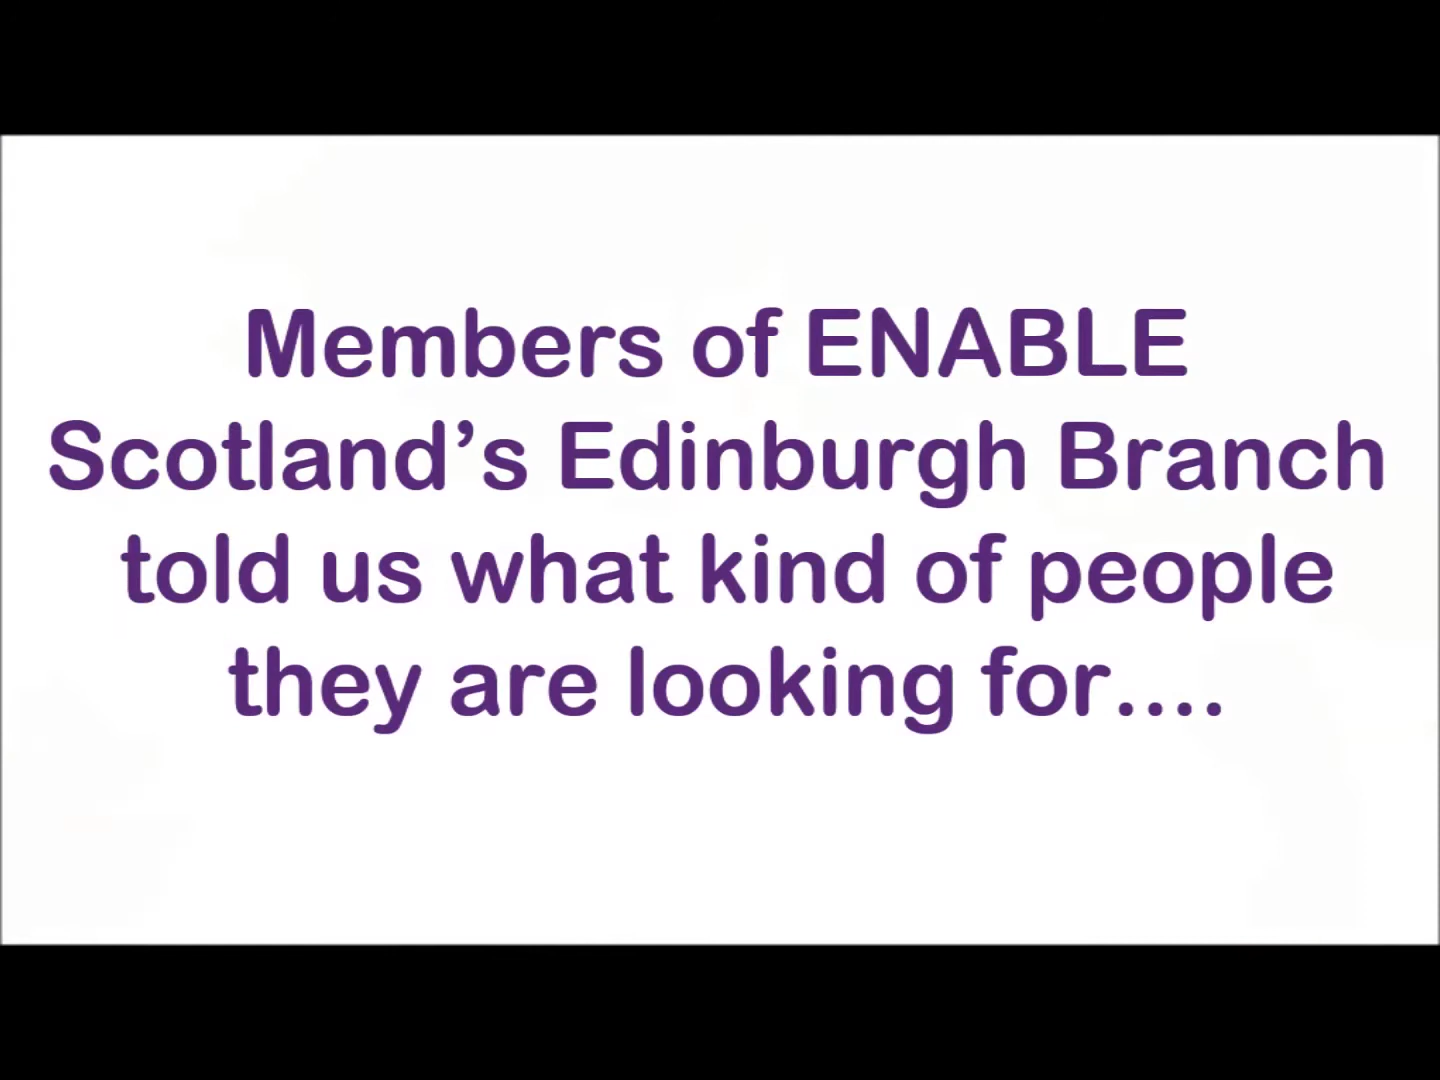 Members of ENABLE
Scotland’s Edinburgh Branch
told us what kind of people
they are looking for....